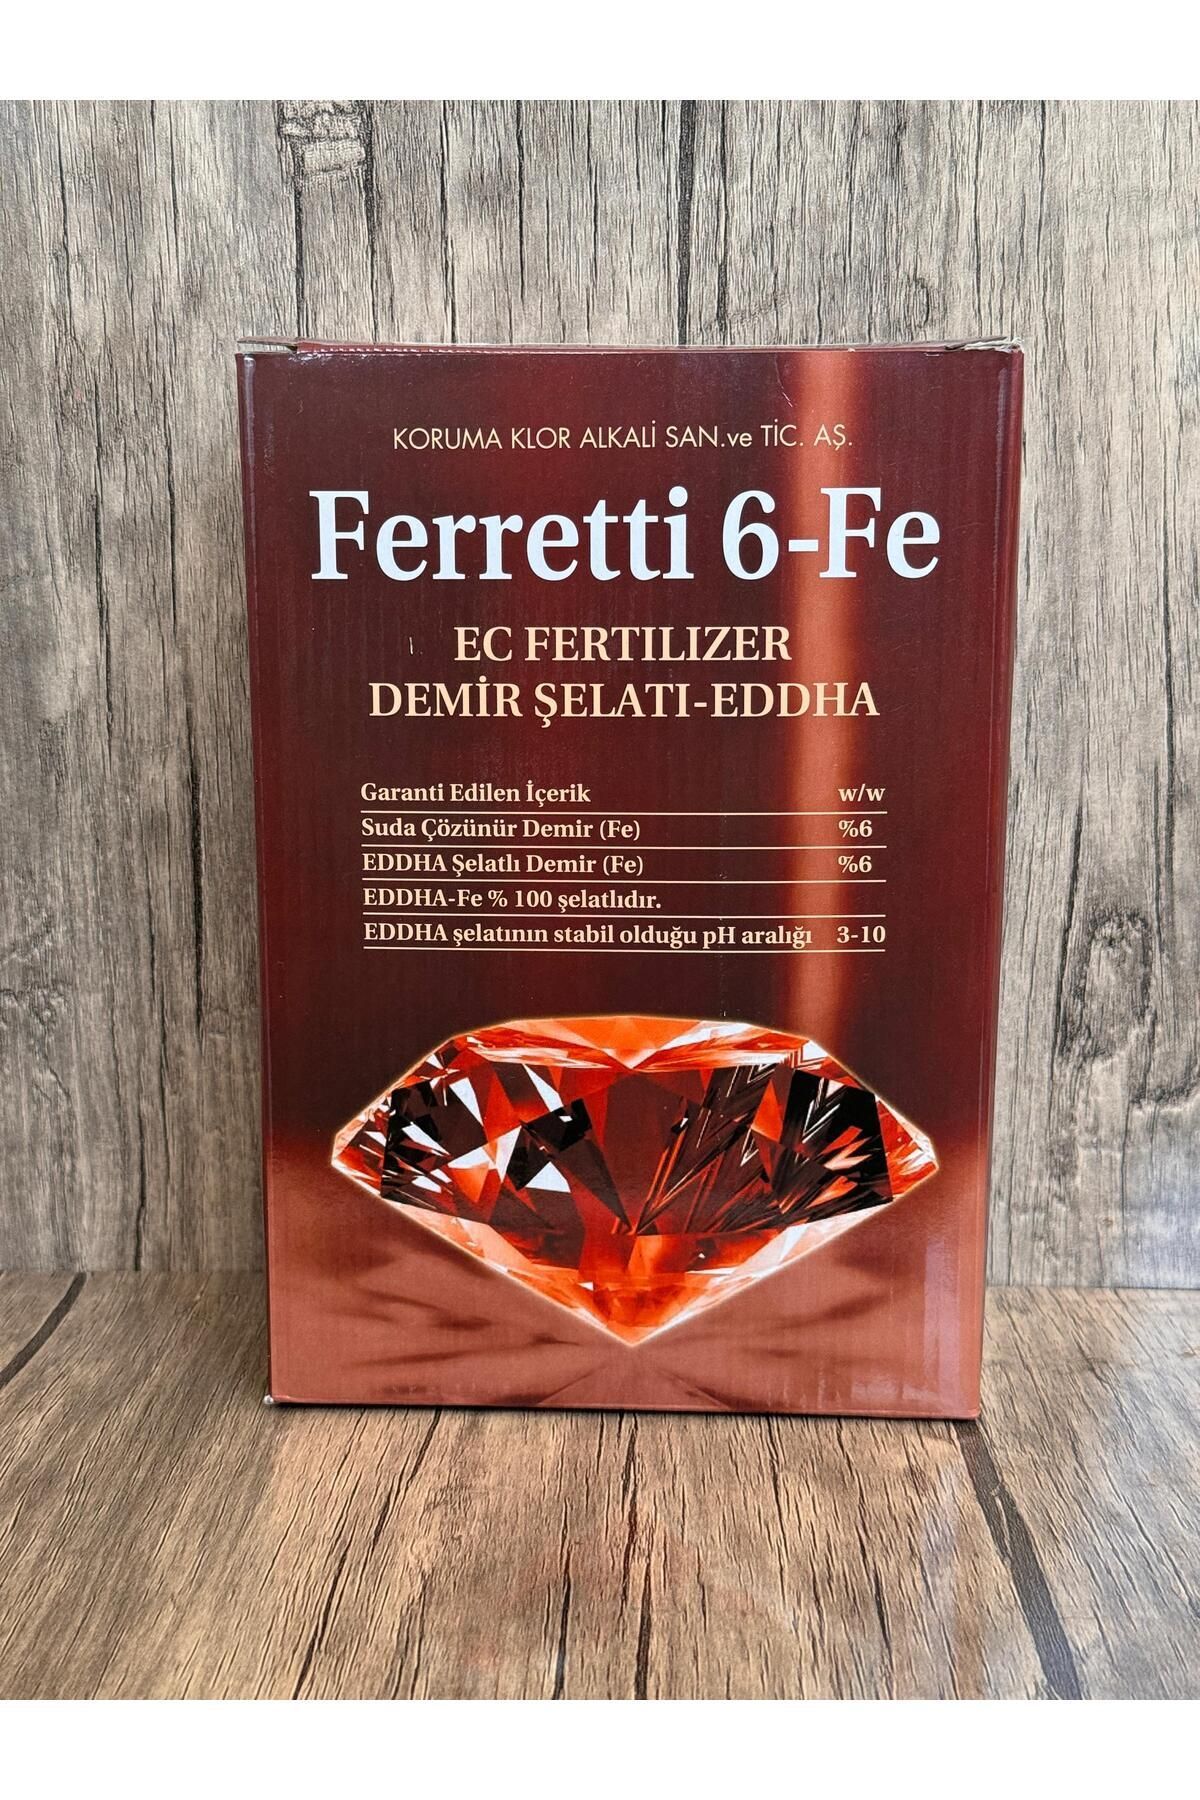 KORUMA KLOR ALKALİ SAN.ve TİC. AŞ.
Ferretti 6-Fe
EC FERTILIZER
DEMİR ŞELATI-EDDHA
Garanti Edilen İçerik w/w
Suda Çözünür Demir (Fe) %6
EDDHA Şelatlı Demir (Fe) %6
EDDHA-Fe % 100 şelatlıdır.
EDDHA şelatının stabil olduğu pH aralığı 3-10